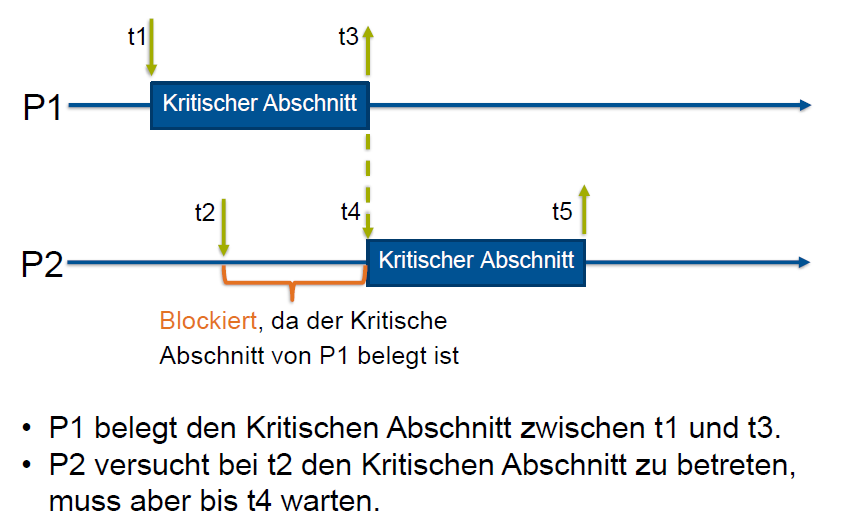 t1 t3
P1 Kritischer Abschnitt
t2 t4 t5
P2 Kritischer Abschnitt
Blockiert, da der Kritische
Abschnitt von P1 belegt ist
• P1 belegt den Kritischen Abschnitt zwischen t1 und t3.
• P2 versucht bei t2 den Kritischen Abschnitt zu betreten,
muss aber bis t4 warten.